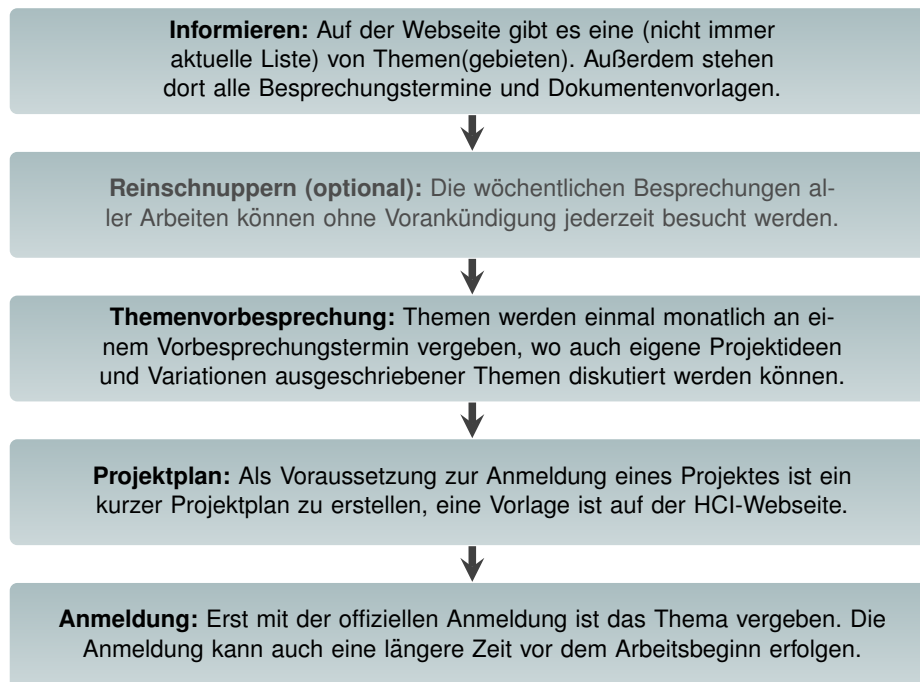 Informieren: Auf der Webseite gibt es eine (nicht immer
aktuelle Liste) von Themen(gebieten). Außerdem stehen
dort alle Besprechungstermine und Dokumentenvorlagen.
Reinschnuppern (optional): Die wöchentlichen Besprechungen al-
ler Arbeiten können ohne Vorankündigung jederzeit besucht werden.
Themenvorbesprechung: Themen werden einmal monatlich an ei-
nem Vorbesprechungstermin vergeben, wo auch eigene Projektideen
und Variationen ausgeschriebener Themen diskutiert werden können.
Projektplan: Als Voraussetzung zur Anmeldung eines Projektes ist ein
kurzer Projektplan zu erstellen, eine Vorlage ist auf der HCI-Webseite.
Anmeldung: Erst mit der offiziellen Anmeldung ist das Thema vergeben. Die
Anmeldung kann auch eine längere Zeit vor dem Arbeitsbeginn erfolgen.